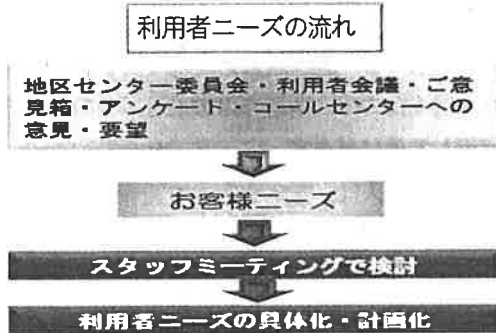 利用者ニーズの流れ
地区センター委員会・利用者会議・ご意
見箱・アンケート・コールセンターへの
意見・要望
お客様ニーズ
スタッフミーティングで検討
利用者ニーズの具体化・計画化